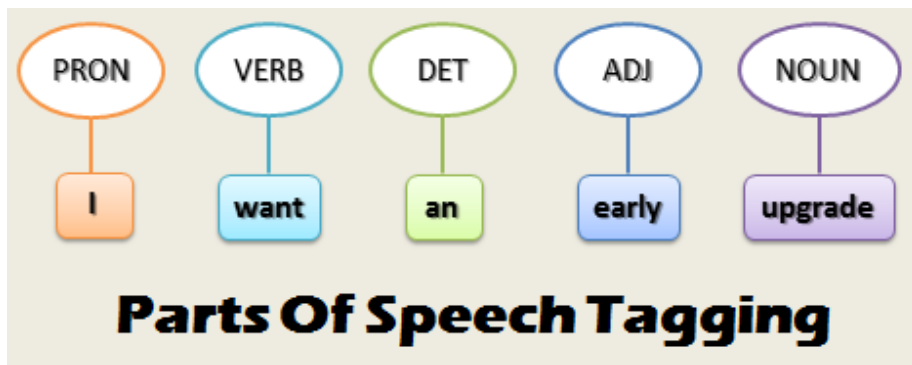 PRON VERB DET ADJ NOUN
I want an early upgrade
Parts Of Speech Tagging